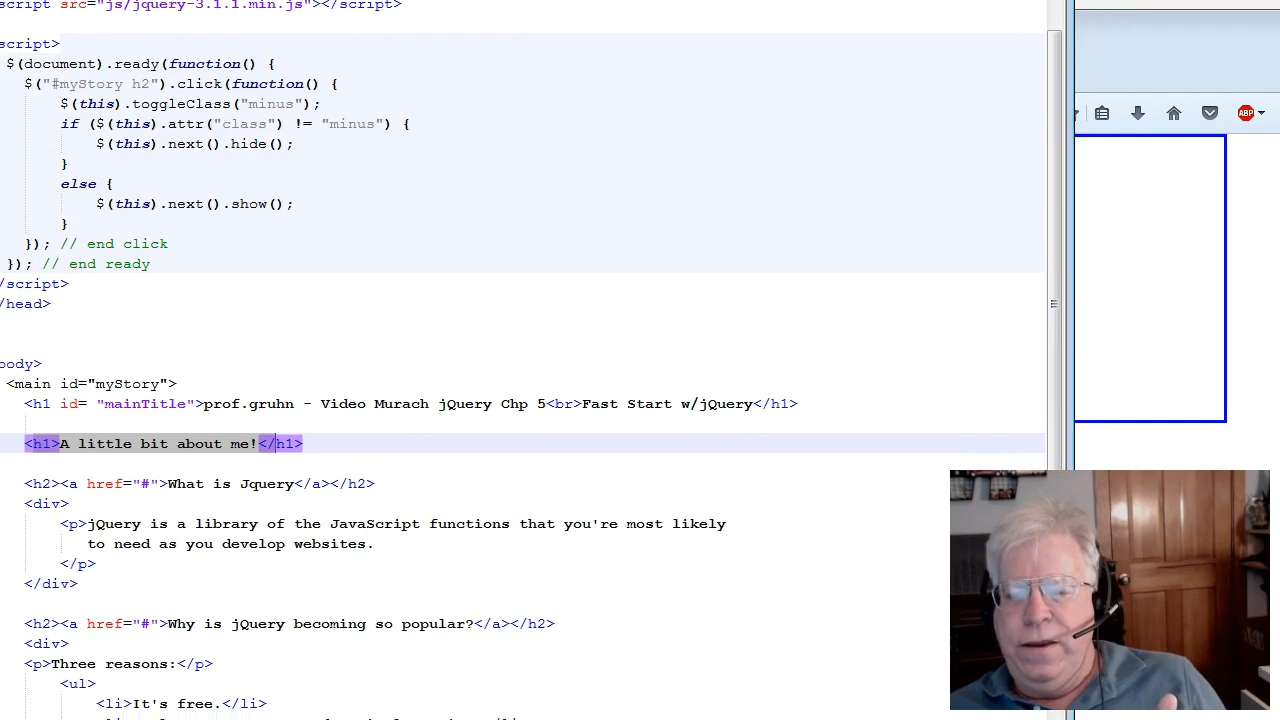 script src="js/jquery-3.1.1.min.js"></script>
script>
$(document).ready(function() {
$("#myStory h2").click(function() {
$(this).toggleClass("minus");
if ($(this).attr("class") != "minus") {
$(this).next().hide();
}
else {
$(this).next().show();
}
}); // end click
}); // end ready
/script>
/head>
body>
<main id="myStory">
<h1 id= "mainTitle">prof.gruhn - Video Murach jQuery Chp 5<br>Fast Start w/jQuery</h1>
<h1>A little bit about me!</h1>
<h2><a href="#">What is Jquery</a></h2>
<div>
<p>jQuery is a library of the JavaScript functions that you're most likely
to need as you develop websites.
</p>
</div>
<h2><a href="#">Why is jQuery becoming so popular?</a></h2>
<div>
<p>Three reasons:</p>
<ul>
<li>It's free.</li>
ABP